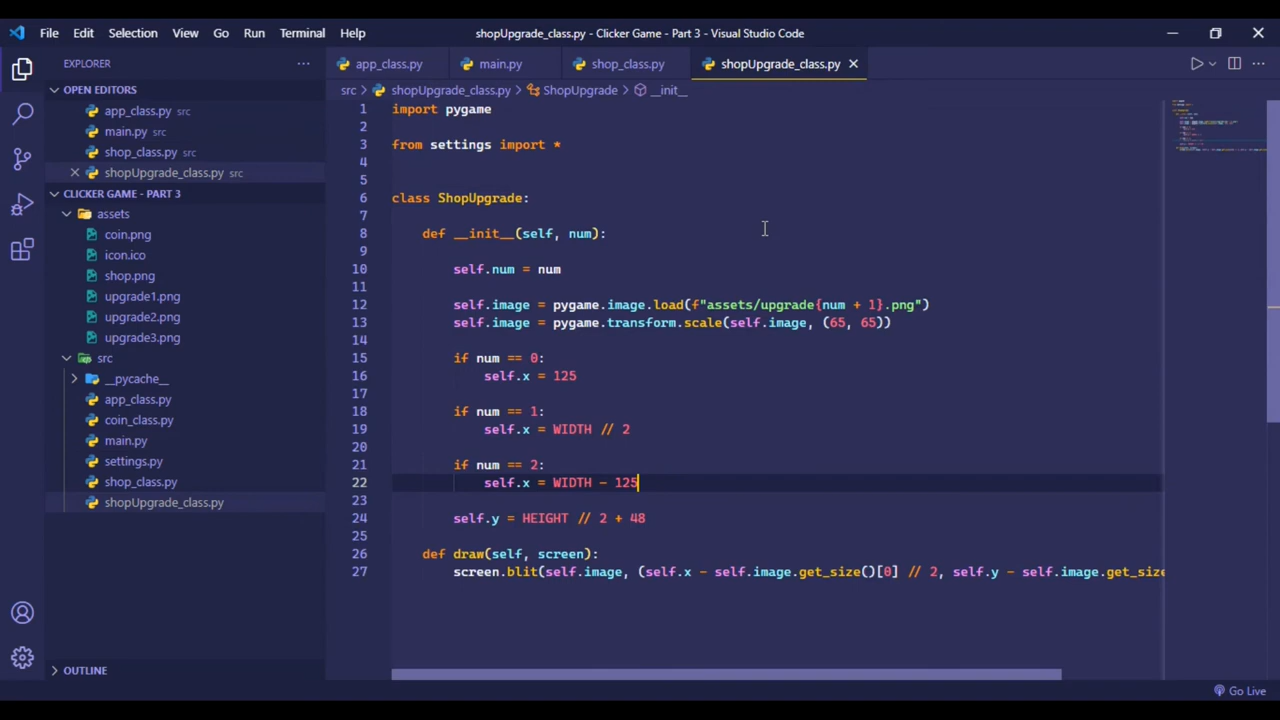 File Edit Selection View Go Run Terminal Help shopUpgrade_class.py - Clicker Game - Part 3 - Visual Studio Code
EXPLORER
OPEN EDITORS
app_class.py src
main.py src
shop_class.py src
shopUpgrade_class.py src
CLICKER GAME - PART 3
assets
coin.png
icon.ico
shop.png
upgrade1.png
upgrade2.png
upgrade3.png
src
__pycache__
app_class.py
coin_class.py
main.py
settings.py
shop_class.py
shopUpgrade_class.py
OUTLINE
app_class.py main.py shop_class.py shopUpgrade_class.py
src > shopUpgrade_class.py > ShopUpgrade > __init__
1 import pygame
2
3 from settings import *
4
5
6 class ShopUpgrade:
7
8 def __init__(self, num):
9
10 self.num = num
11
12 self.image = pygame.image.load(f"assets/upgrade{num + 1}.png")
13 self.image = pygame.transform.scale(self.image, (65, 65))
14
15 if num == 0:
16 self.x = 125
17
18 if num == 1:
19 self.x = WIDTH // 2
20
21 if num == 2:
22 self.x = WIDTH - 125
23
24 self.y = HEIGHT // 2 + 48
25
26 def draw(self, screen):
27 screen.blit(self.image, (self.x - self.image.get_size()[0] // 2, self.y - self.image.get_size
Go Live